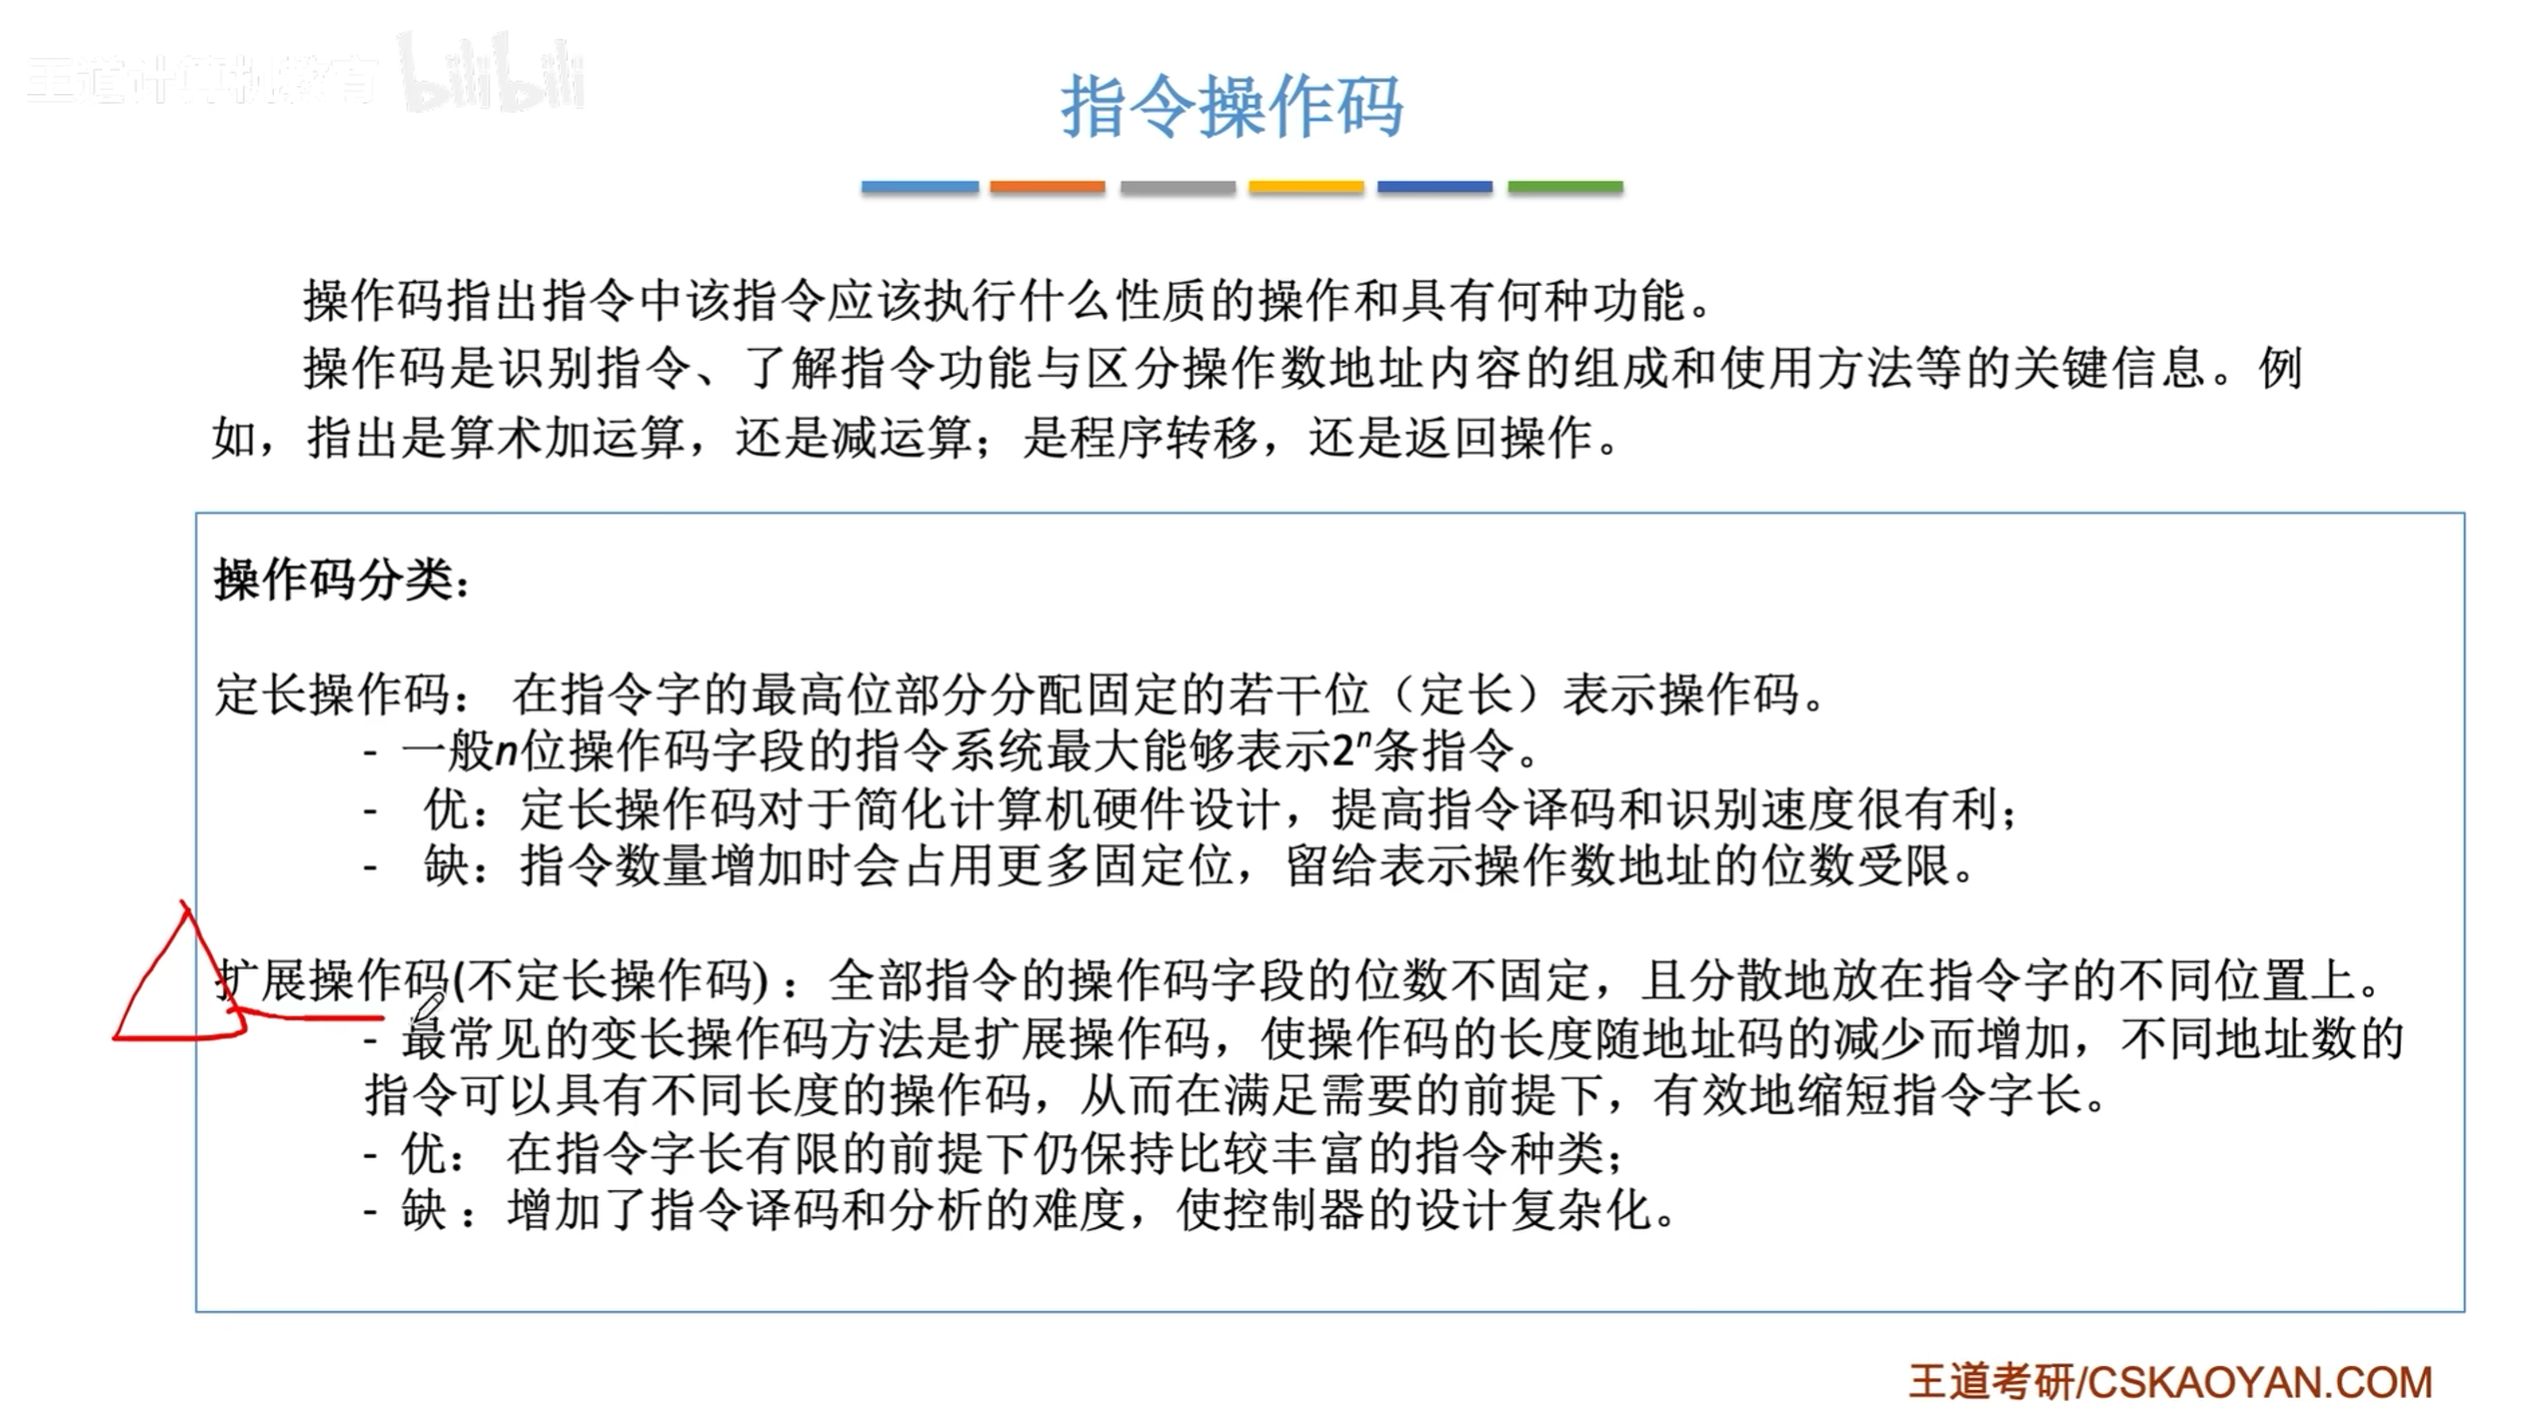 王道计算机教育 bilibili
指令操作码
操作码指出指令中该指令应该执行什么性质的操作和具有何种功能。
操作码是识别指令、了解指令功能与区分操作数地址内容的组成和使用方法等的关键信息。例
如，指出是算术加运算，还是减运算；是程序转移，还是返回操作。
操作码分类：
定长操作码： 在指令字的最高位部分分配固定的若干位（定长）表示操作码。
- 一般n位操作码字段的指令系统最大能够表示2ⁿ条指令。
- 优：定长操作码对于简化计算机硬件设计，提高指令译码和识别速度很有利；
- 缺：指令数量增加时会占用更多固定位，留给表示操作数地址的位数受限。
扩展操作码(不定长操作码)：全部指令的操作码字段的位数不固定，且分散地放在指令字的不同位置上。
- 最常见的变长操作码方法是扩展操作码，使操作码的长度随地址码的减少而增加，不同地址数的
指令可以具有不同长度的操作码，从而在满足需要的前提下，有效地缩短指令字长。
- 优： 在指令字长有限的前提下仍保持比较丰富的指令种类；
- 缺：增加了指令译码和分析的难度，使控制器的设计复杂化。
王道考研/CSKAOYAN.COM